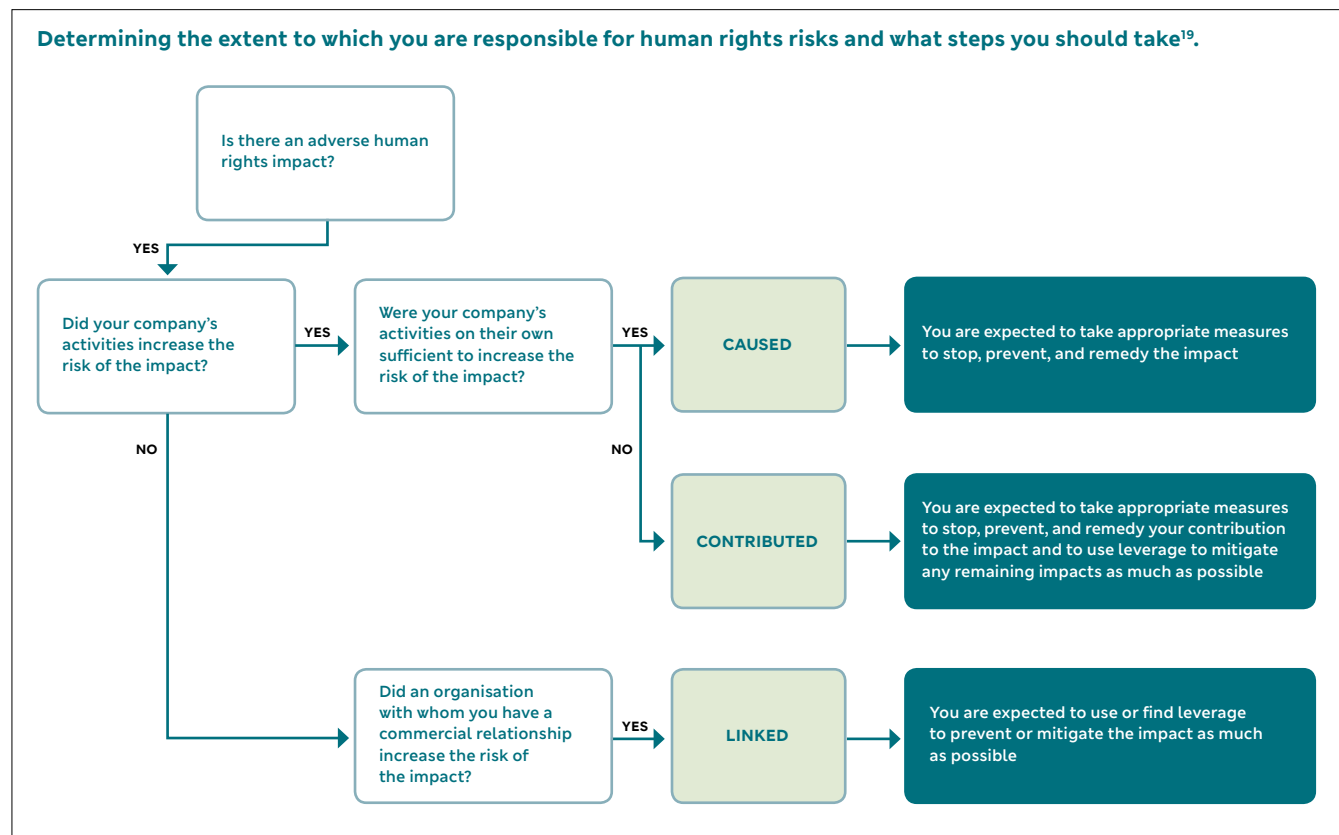 Determining the extent to which you are responsible for human rights risks and what steps you should take¹⁹.
Is there an adverse human
rights impact?
YES
Did your company’s
activities increase the
risk of the impact?
YES
Were your company’s
activities on their own
sufficient to increase the
risk of the impact?
YES
CAUSED
You are expected to take appropriate measures
to stop, prevent, and remedy the impact
NO
NO
CONTRIBUTED
You are expected to take appropriate measures
to stop, prevent, and remedy your contribution
to the impact and to use leverage to mitigate
any remaining impacts as much as possible
Did an organisation
with whom you have a
commercial relationship
increase the risk of
the impact?
YES
LINKED
You are expected to use or find leverage
to prevent or mitigate the impact as much
as possible